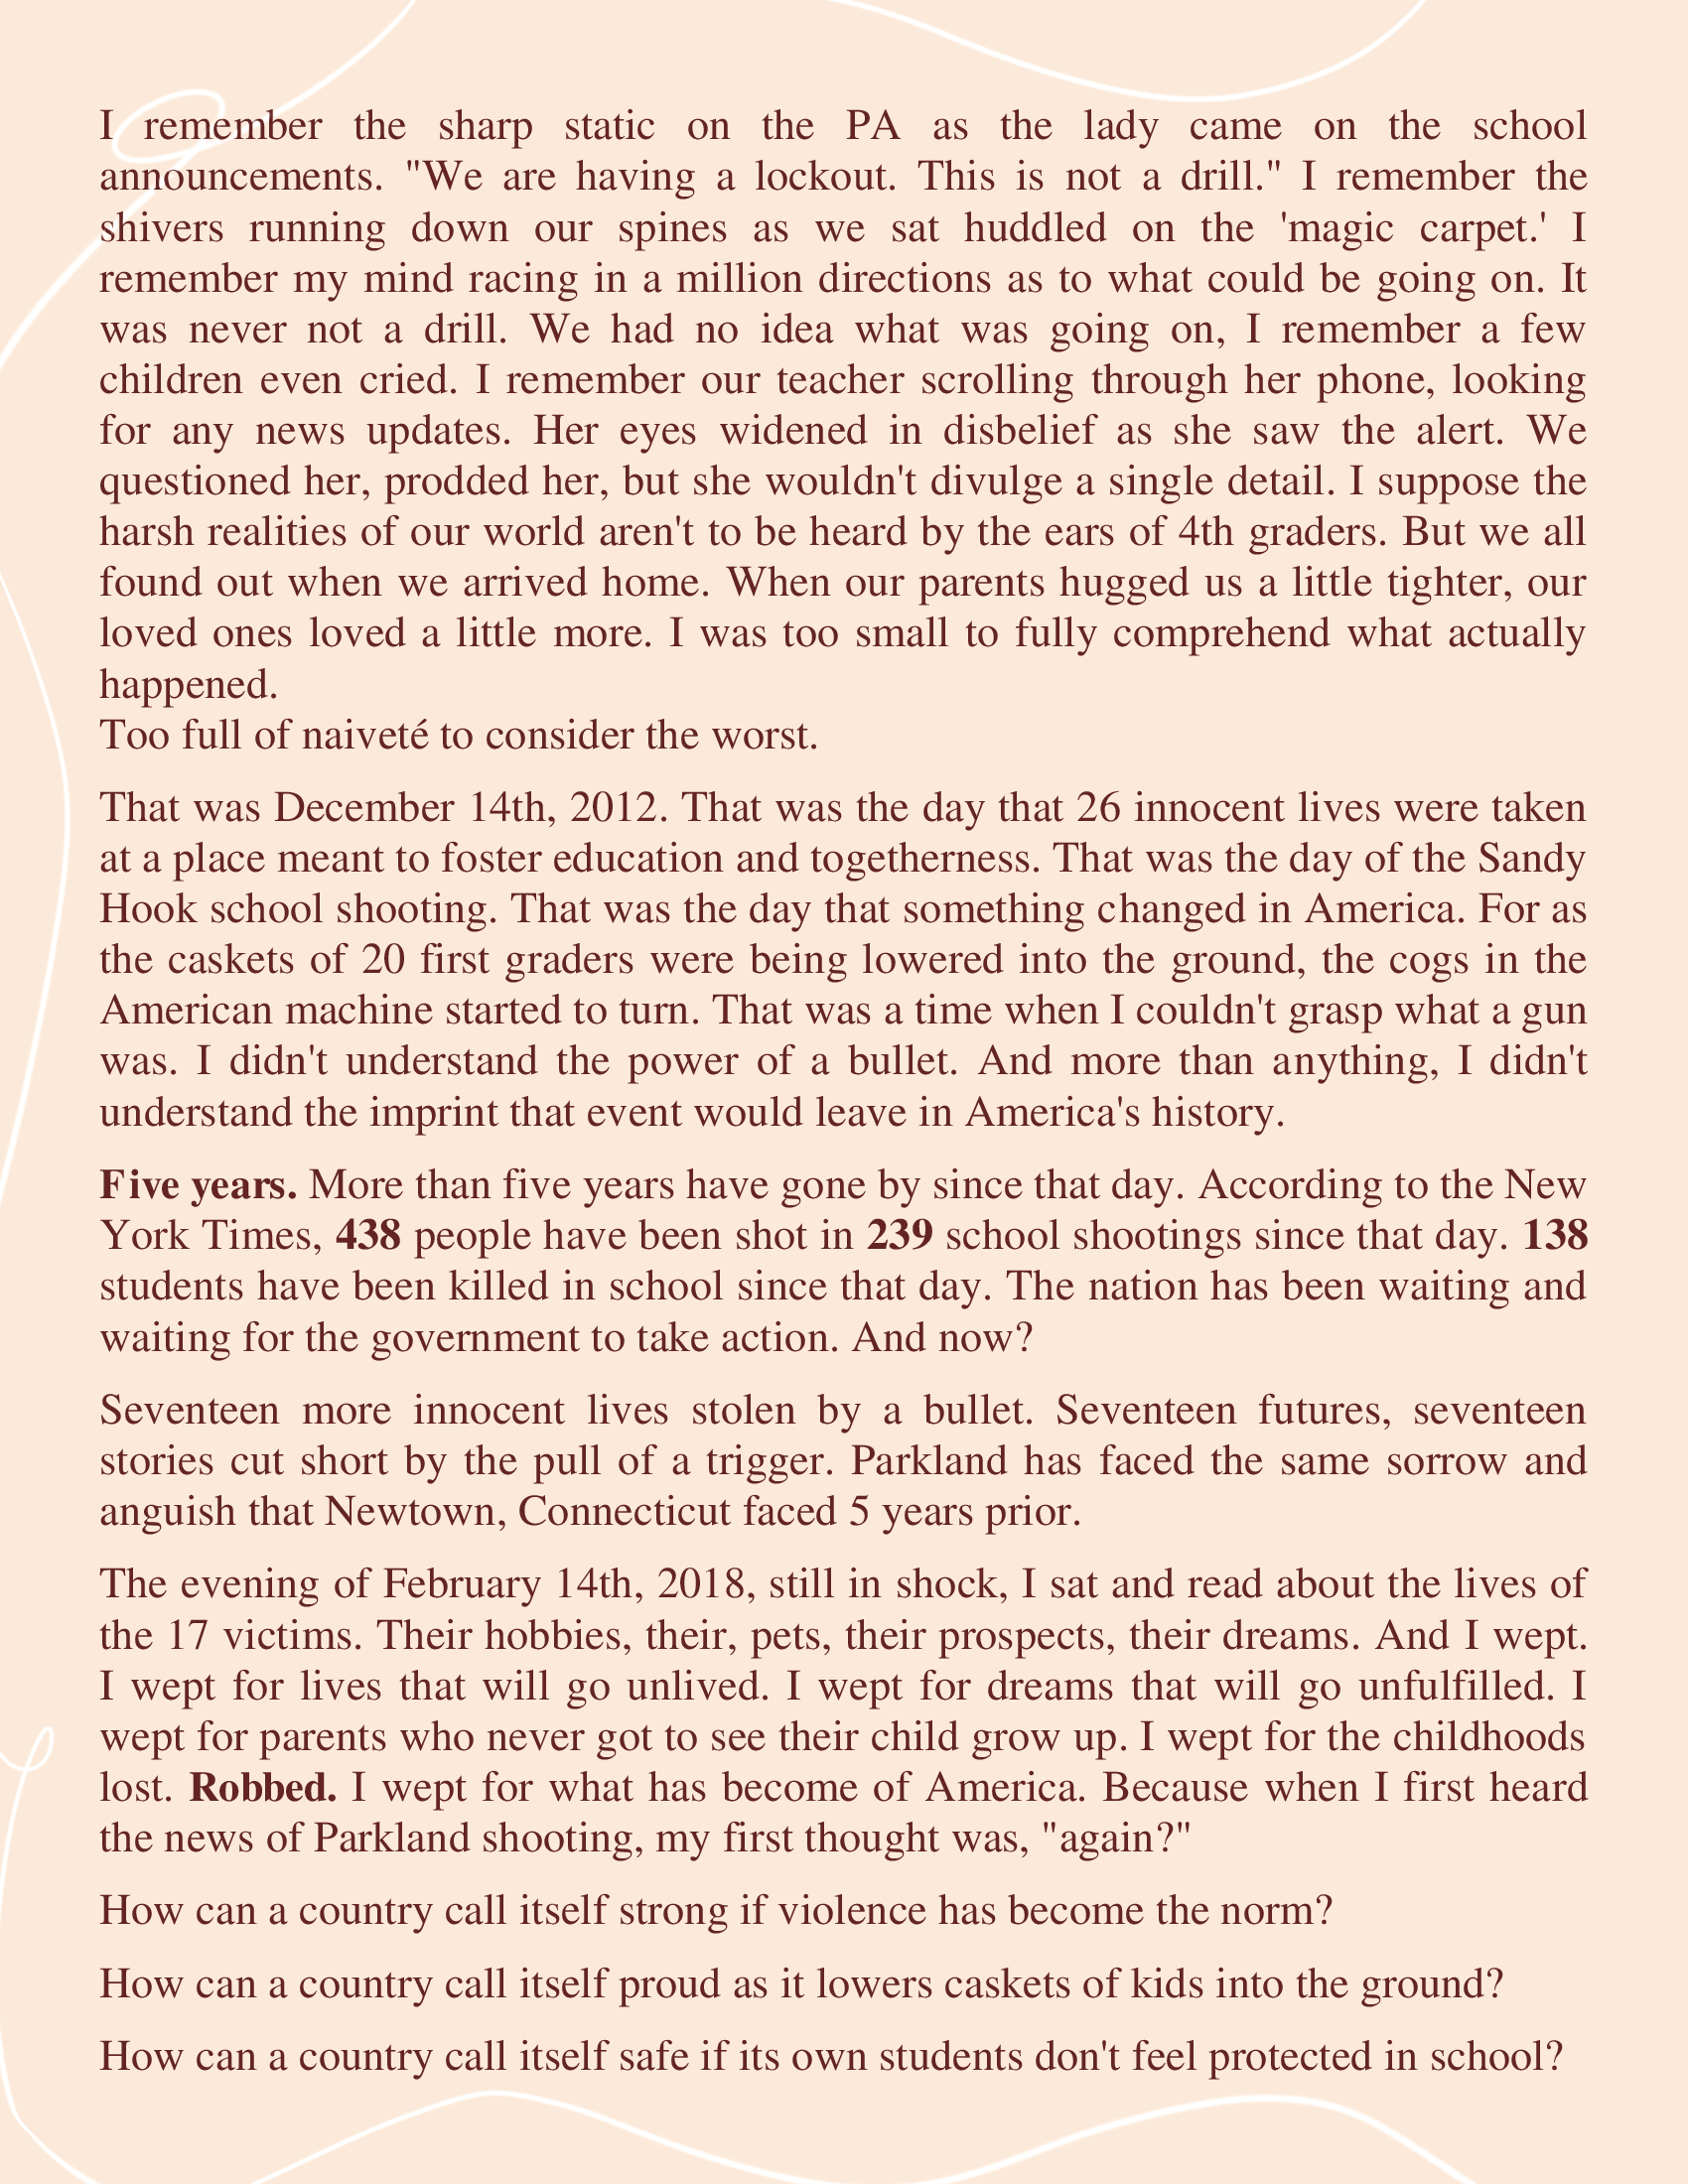 I remember the sharp static on the PA as the lady came on the school
announcements. "We are having a lockout. This is not a drill." I remember the
shivers running down our spines as we sat huddled on the 'magic carpet.' I
remember my mind racing in a million directions as to what could be going on. It
was never not a drill. We had no idea what was going on, I remember a few
children even cried. I remember our teacher scrolling through her phone, looking
for any news updates. Her eyes widened in disbelief as she saw the alert. We
questioned her, prodded her, but she wouldn't divulge a single detail. I suppose the
harsh realities of our world aren't to be heard by the ears of 4th graders. But we all
found out when we arrived home. When our parents hugged us a little tighter, our
loved ones loved a little more. I was too small to fully comprehend what actually
happened.
Too full of naiveté to consider the worst.
That was December 14th, 2012. That was the day that 26 innocent lives were taken
at a place meant to foster education and togetherness. That was the day of the Sandy
Hook school shooting. That was the day that something changed in America. For as
the caskets of 20 first graders were being lowered into the ground, the cogs in the
American machine started to turn. That was a time when I couldn't grasp what a gun
was. I didn't understand the power of a bullet. And more than anything, I didn't
understand the imprint that event would leave in America's history.
Five years. More than five years have gone by since that day. According to the New
York Times, 438 people have been shot in 239 school shootings since that day. 138
students have been killed in school since that day. The nation has been waiting and
waiting for the government to take action. And now?
Seventeen more innocent lives stolen by a bullet. Seventeen futures, seventeen
stories cut short by the pull of a trigger. Parkland has faced the same sorrow and
anguish that Newtown, Connecticut faced 5 years prior.
The evening of February 14th, 2018, still in shock, I sat and read about the lives of
the 17 victims. Their hobbies, their, pets, their prospects, their dreams. And I wept.
I wept for lives that will go unlived. I wept for dreams that will go unfulfilled. I
wept for parents who never got to see their child grow up. I wept for the childhoods
lost. Robbed. I wept for what has become of America. Because when I first heard
the news of Parkland shooting, my first thought was, "again?"
How can a country call itself strong if violence has become the norm?
How can a country call itself proud as it lowers caskets of kids into the ground?
How can a country call itself safe if its own students don't feel protected in school?